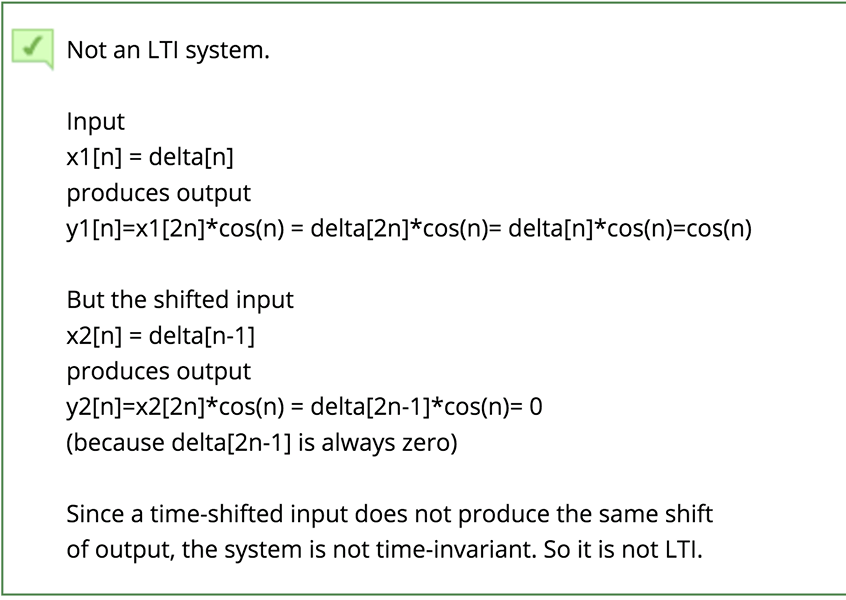 Not an LTI system.
Input
x1[n] = delta[n]
produces output
y1[n]=x1[2n]*cos(n) = delta[2n]*cos(n)= delta[n]*cos(n)=cos(n)
But the shifted input
x2[n] = delta[n-1]
produces output
y2[n]=x2[2n]*cos(n) = delta[2n-1]*cos(n)= 0
(because delta[2n-1] is always zero)
Since a time-shifted input does not produce the same shift
of output, the system is not time-invariant. So it is not LTI.